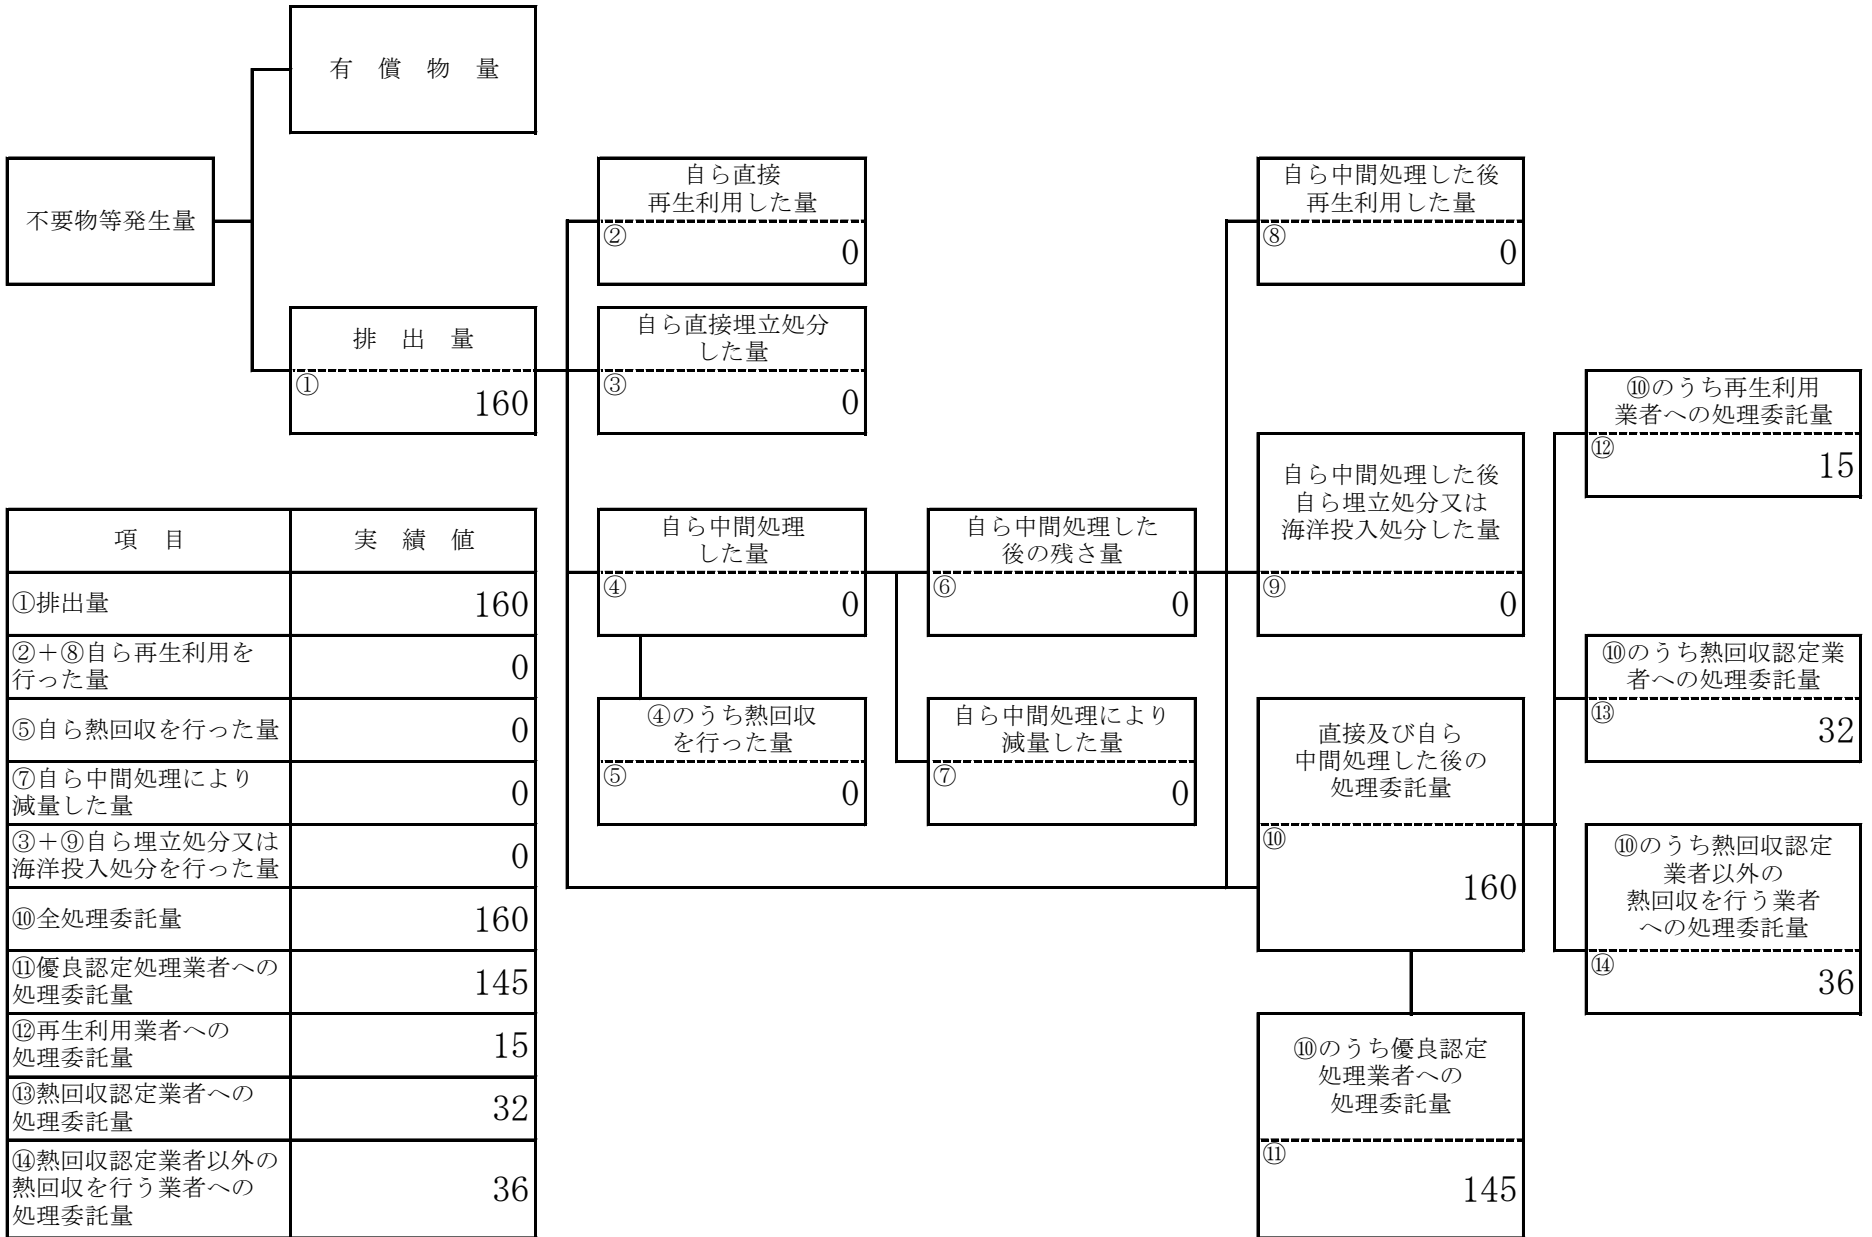 有　償　物　量
不要物等発生量
排　出　量
①
160
自ら直接
再生利用した量
②
0
自ら直接埋立処分
した量
③
0
自ら中間処理
した量
④
0
④のうち熱回収
を行った量
⑤
0
自ら中間処理した
後の残さ量
⑥
0
自ら中間処理により
減量した量
⑦
0
自ら中間処理した後
再生利用した量
⑧
0
自ら中間処理した後
自ら埋立処分又は
海洋投入処分した量
⑨
0
直接及び自ら
中間処理した後の
処理委託量
⑩
160
⑩のうち優良認定
処理業者への
処理委託量
⑪
145
⑩のうち再生利用
業者への処理委託量
⑫
15
⑩のうち熱回収認定業
者への処理委託量
⑬
32
⑩のうち熱回収認定
業者以外の
熱回収を行う業者
への処理委託量
⑭
36
項　目
実　績　値
①排出量
160
②＋⑧自ら再生利用を
行った量
0
⑤自ら熱回収を行った量
0
⑦自ら中間処理により
減量した量
0
③＋⑨自ら埋立処分又は
海洋投入処分を行った量
0
⑩全処理委託量
160
⑪優良認定処理業者への
処理委託量
145
⑫再生利用業者への
処理委託量
15
⑬熱回収認定業者への
処理委託量
32
⑭熱回収認定業者以外の
熱回収を行う業者への
処理委託量
36